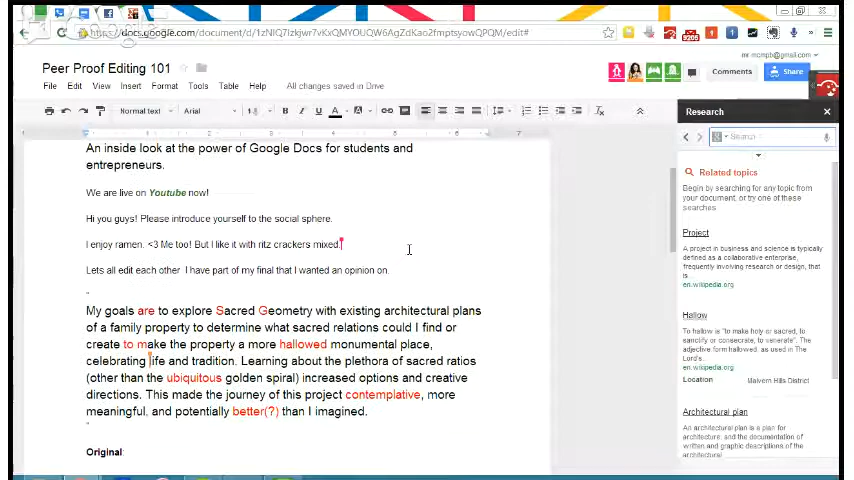 docs.google.com/document/d/1zNIQ7Izkjwr7vKxQMYOUQW6AgZdKao2fmptsyowQPQM/edit#
mr.mcmpb@gmail.com
Peer Proof Editing 101
Comments
Share
File Edit View Insert Format Tools Table Help All changes saved in Drive
Normal text Arial
Research
An inside look at the power of Google Docs for students and
entrepreneurs.
We are live on Youtube now!
Hi you guys! Please introduce yourself to the social sphere.
I enjoy ramen. <3 Me too! But I like it with ritz crackers mixed.
Lets all edit each other I have part of my final that I wanted an opinion on.
"
My goals are to explore Sacred Geometry with existing architectural plans
of a family property to determine what sacred relations could I find or
create to make the property a more hallowed monumental place,
celebrating life and tradition. Learning about the plethora of sacred ratios
(other than the ubiquitous golden spiral) increased options and creative
directions. This made the journey of this project contemplative, more
meaningful, and potentially better(?) than I imagined.
"
Original:
Search
Related topics
Begin by searching for any topic from
your document, or try one of these
searches
Project
A project in business and science is typically
defined as a collaborative enterprise,
frequently involving research or design, that
is...
en.wikipedia.org
Hallow
To hallow is "to make holy or sacred, to
sanctify or consecrate, to venerate". The
adjective form hallowed, as used in The
Lord's...
en.wikipedia.org
Location Malvern Hills District
Architectural plan
An architectural plan is a plan for
architecture; and the documentation of
written and graphic descriptions of the